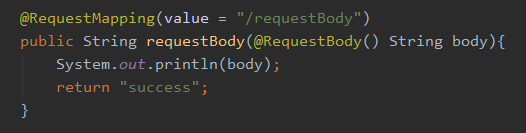 @RequestMapping(value = "/requestBody")
public String requestBody(@RequestBody() String body){
    System.out.println(body);
    return "success";
}